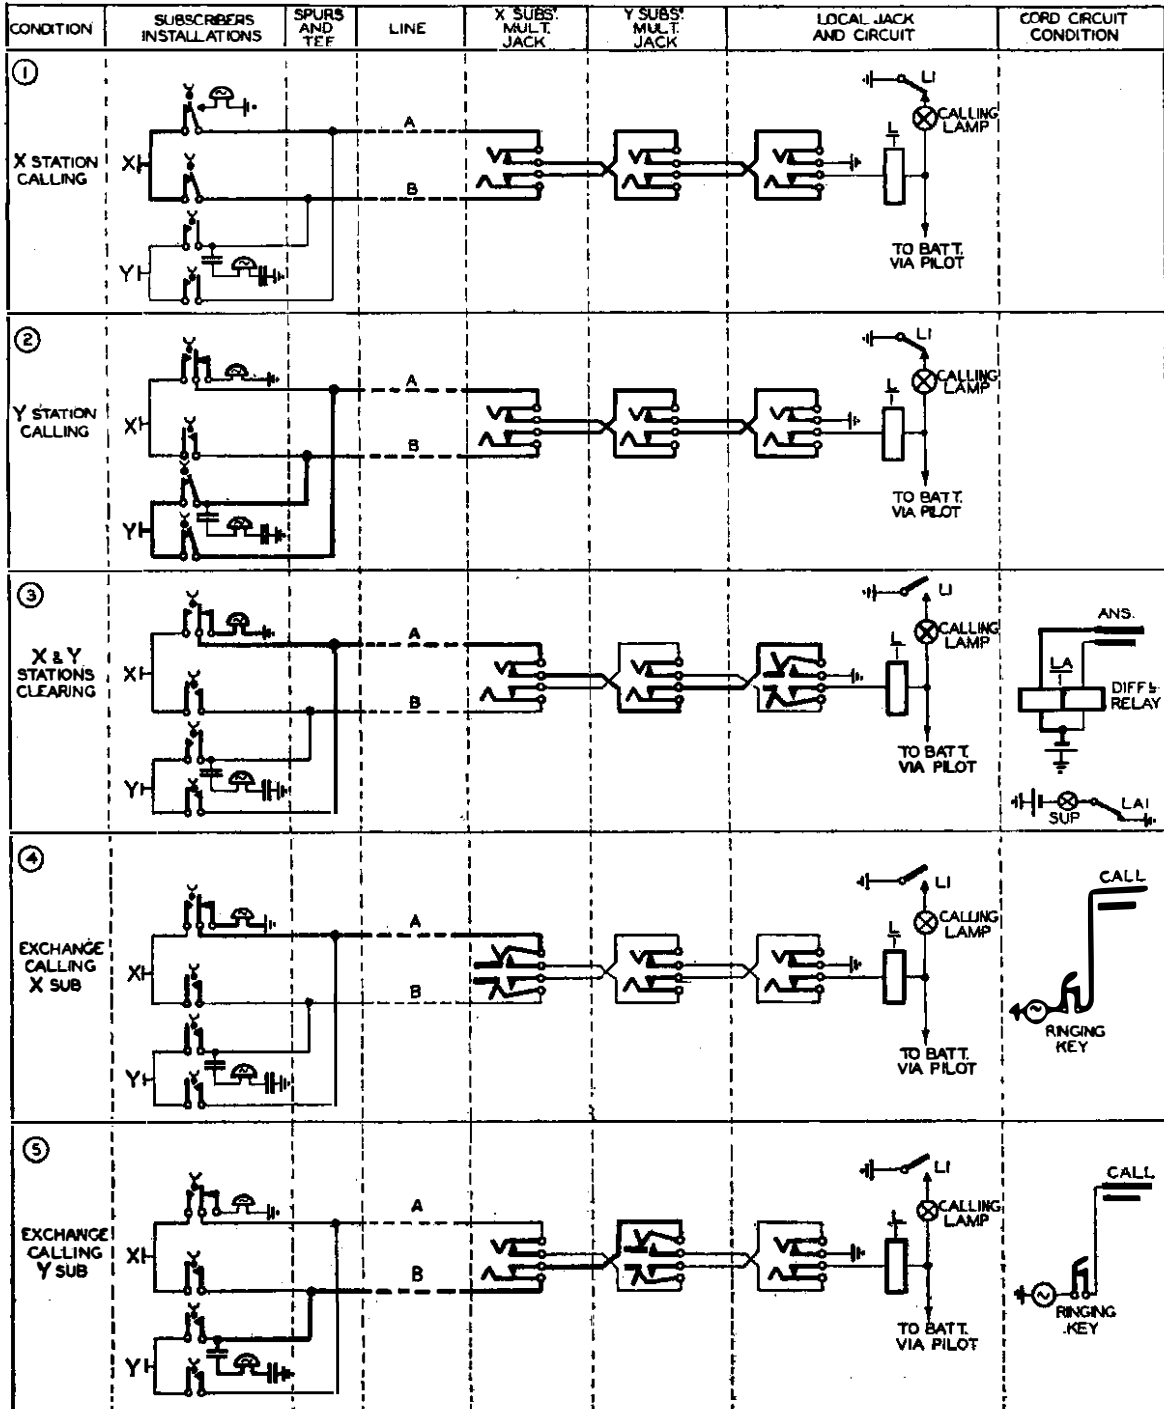 CONDITION
SUBSCRIBERS
INSTALLATIONS
SPURS
AND
TEE
LINE
X SUBS'.
MULT.
JACK
Y SUBS'.
MULT.
JACK
LOCAL JACK
AND CIRCUIT
CORD CIRCUIT
CONDITION
1
X STATION
CALLING
X
Y
A
B
L1
CALLING
LAMP
L
TO BATT.
VIA PILOT
2
Y STATION
CALLING
X
Y
A
B
L1
CALLING
LAMP
L
TO BATT.
VIA PILOT
3
X & Y
STATIONS
CLEARING
X
Y
A
B
L1
CALLING
LAMP
L
TO BATT.
VIA PILOT
ANS.
LA
DIFFL
RELAY
SUP
LA1
4
EXCHANGE
CALLING
X SUB
X
Y
A
B
L1
CALLING
LAMP
L
TO BATT.
VIA PILOT
CALL
RINGING
KEY
5
EXCHANGE
CALLING
Y SUB
X
Y
A
B
L1
CALLING
LAMP
L
TO BATT.
VIA PILOT
CALL
RINGING
KEY